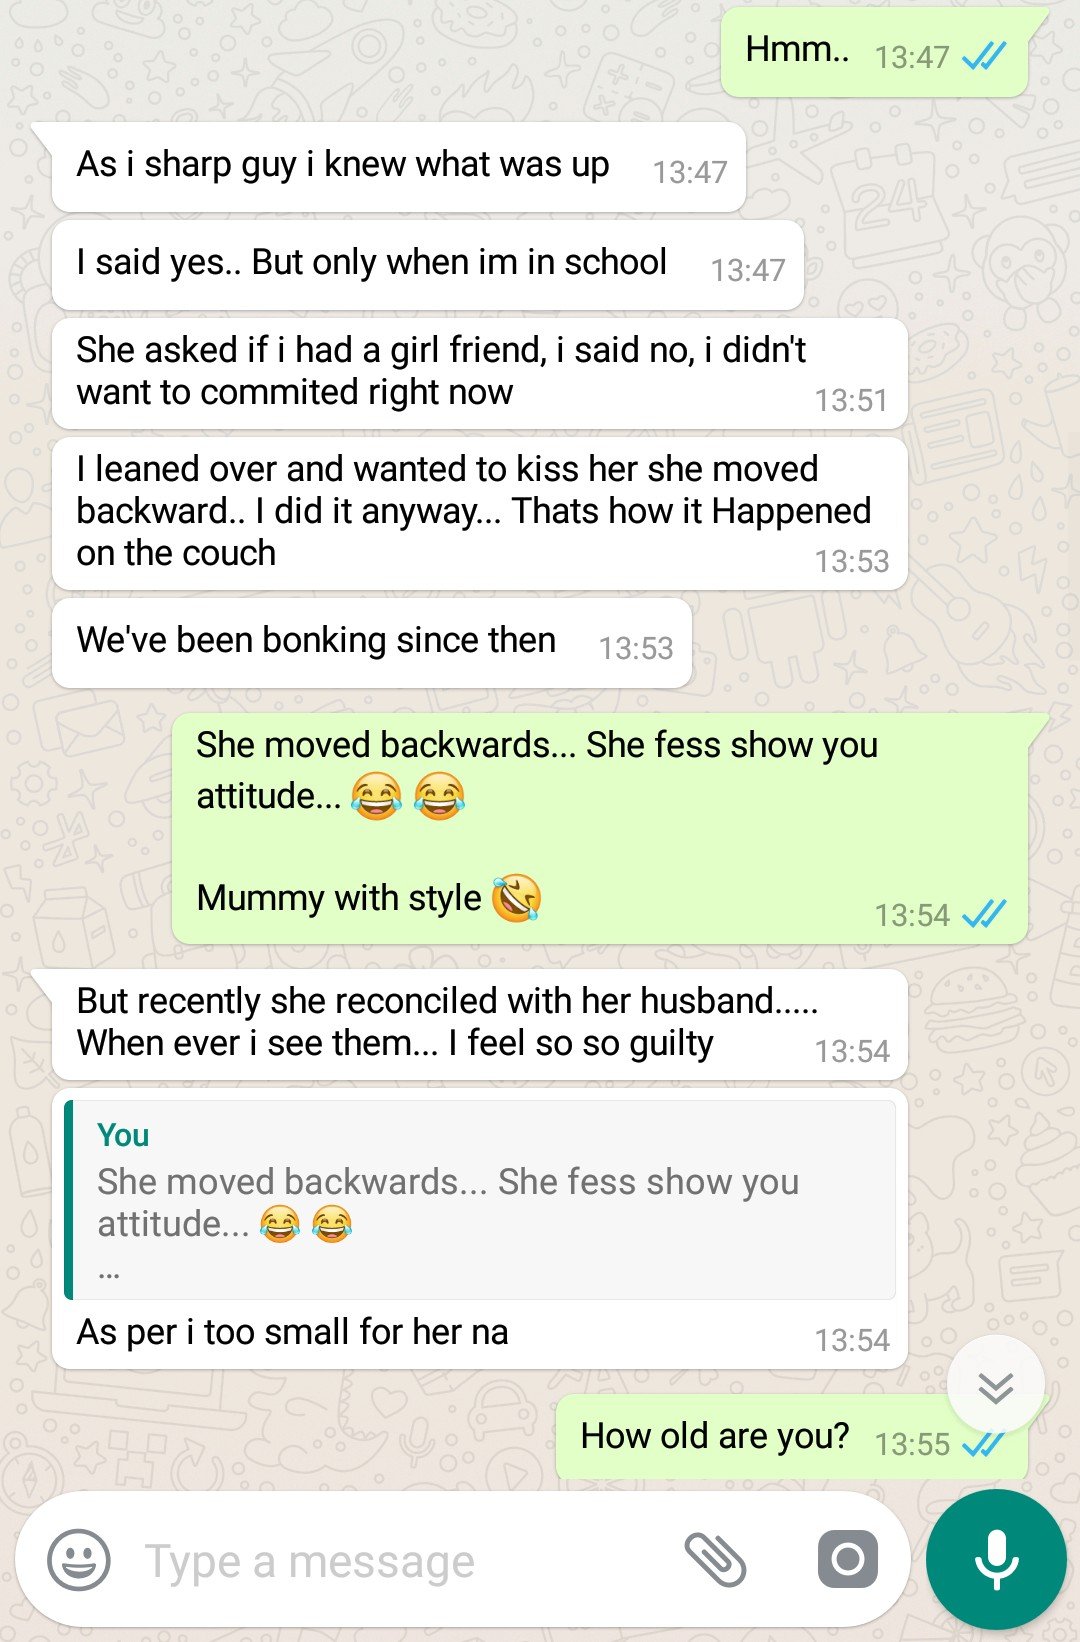 Hmm.. 13:47
As i sharp guy i knew what was up 13:47
I said yes.. But only when im in school 13:47
She asked if i had a girl friend, i said no, i didn't
want to commited right now 13:51
I leaned over and wanted to kiss her she moved
backward.. I did it anyway... Thats how it Happened
on the couch 13:53
We've been bonking since then 13:53
She moved backwards... She fess show you
attitude... 😂 😂
Mummy with style 🤣 13:54
But recently she reconciled with her husband.....
When ever i see them... I feel so so guilty 13:54
You
She moved backwards... She fess show you
attitude... 😂 😂
...
As per i too small for her na 13:54
How old are you? 13:55
Type a message